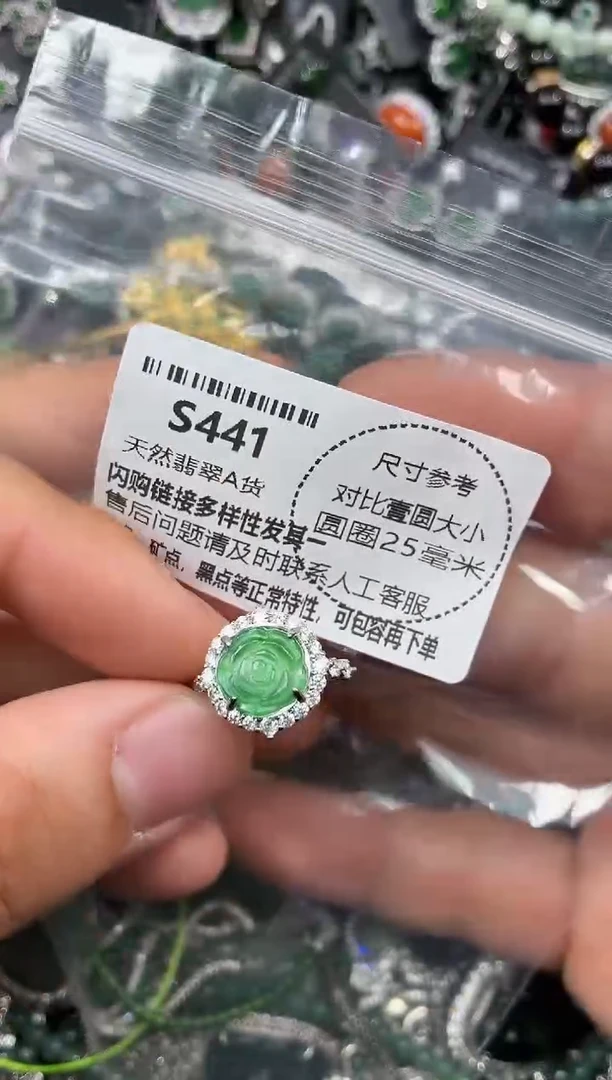 S441
天然翡翠A货
闪购链接多样性发其一
售后问题请及时联系人工客服
矿点，黑点等正常特性，可包容再下单
尺寸参考
对比壹圆大小
圆圈25毫米